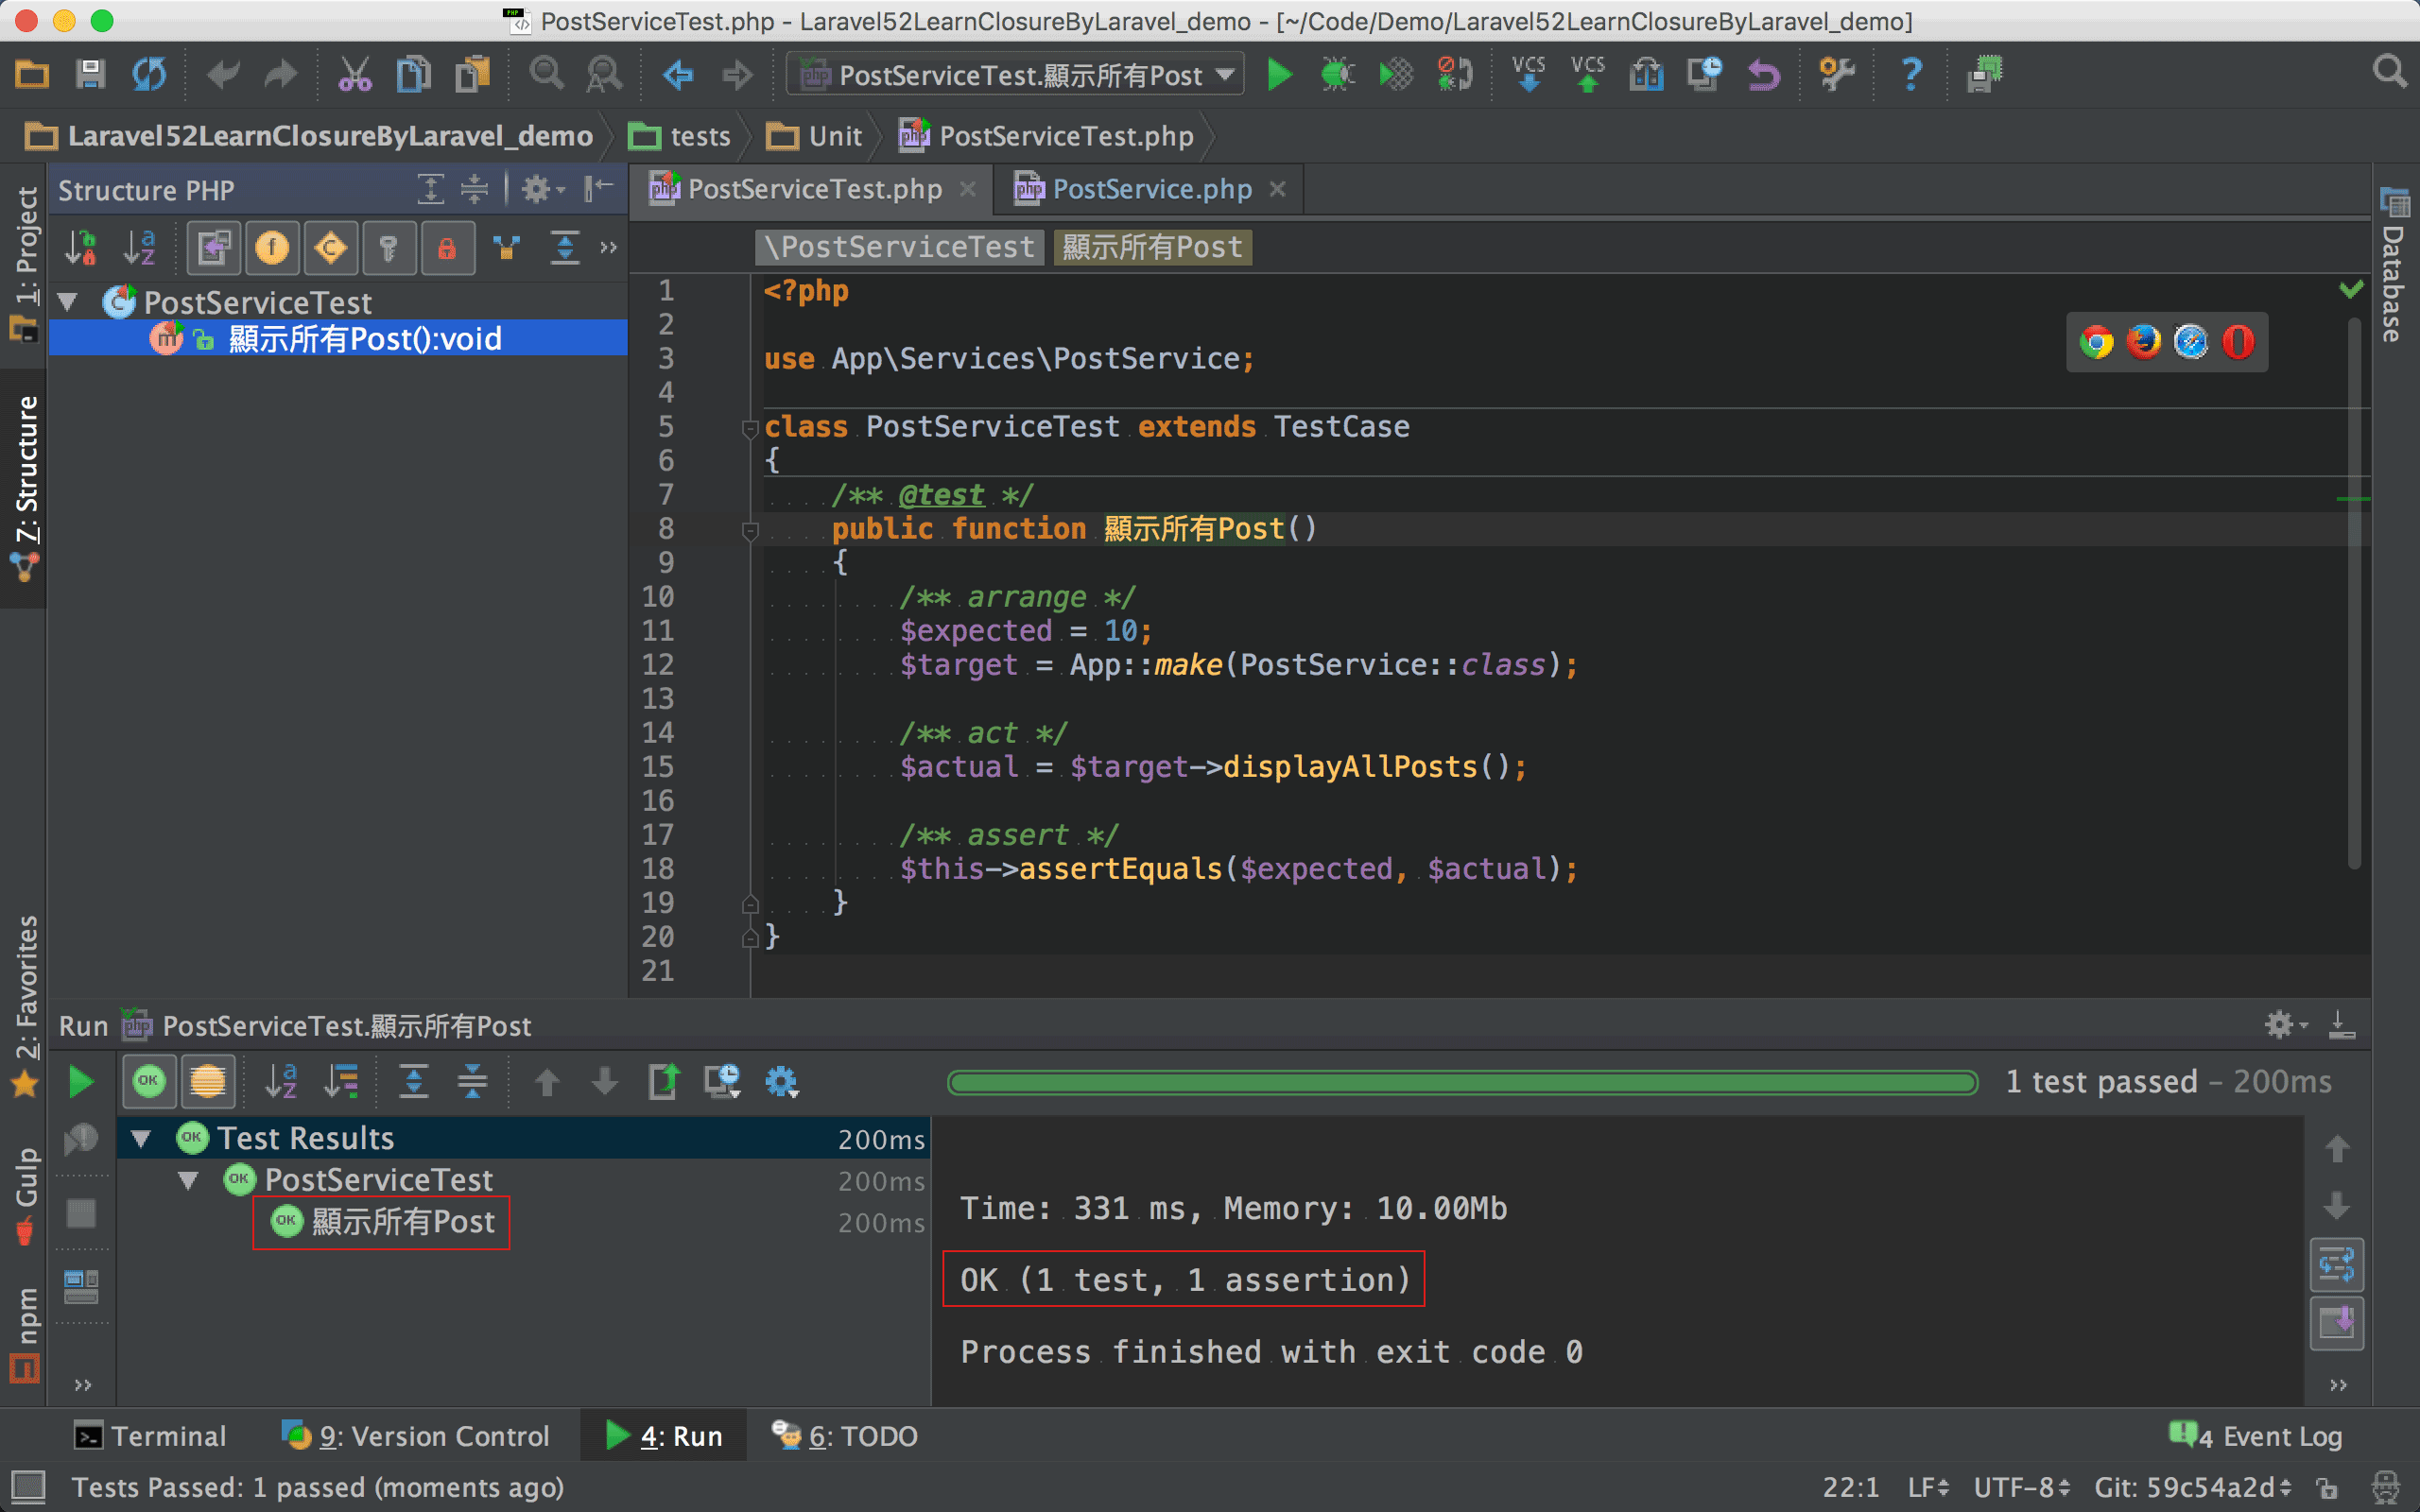 PostServiceTest.php - Laravel52LearnClosureByLaravel_demo - [~/Code/Demo/Laravel52LearnClosureByLaravel_demo]
PostServiceTest.顯示所有Post
VCS VCS
Laravel52LearnClosureByLaravel_demo tests Unit PostServiceTest.php
1: Project
7: Structure
2: Favorites
Gulp
npm
Structure PHP
PostServiceTest
顯示所有Post():void
PostServiceTest.php PostService.php
\PostServiceTest 顯示所有Post
1 <?php
2
3 use App\Services\PostService;
4
5 class PostServiceTest extends TestCase
6 {
7 /** @test */
8 public function 顯示所有Post()
9 {
10 /** arrange */
11 $expected = 10;
12 $target = App::make(PostService::class);
13
14 /** act */
15 $actual = $target->displayAllPosts();
16
17 /** assert */
18 $this->assertEquals($expected, $actual);
19 }
20 }
21
Database
Run PostServiceTest.顯示所有Post
OK
1 test passed – 200ms
OK Test Results 200ms
OK PostServiceTest 200ms
OK 顯示所有Post 200ms
Time: 331 ms, Memory: 10.00Mb
OK (1 test, 1 assertion)
Process finished with exit code 0
Terminal 9: Version Control 4: Run 6: TODO 4 Event Log
Tests Passed: 1 passed (moments ago) 22:1 LF UTF-8 Git: 59c54a2d